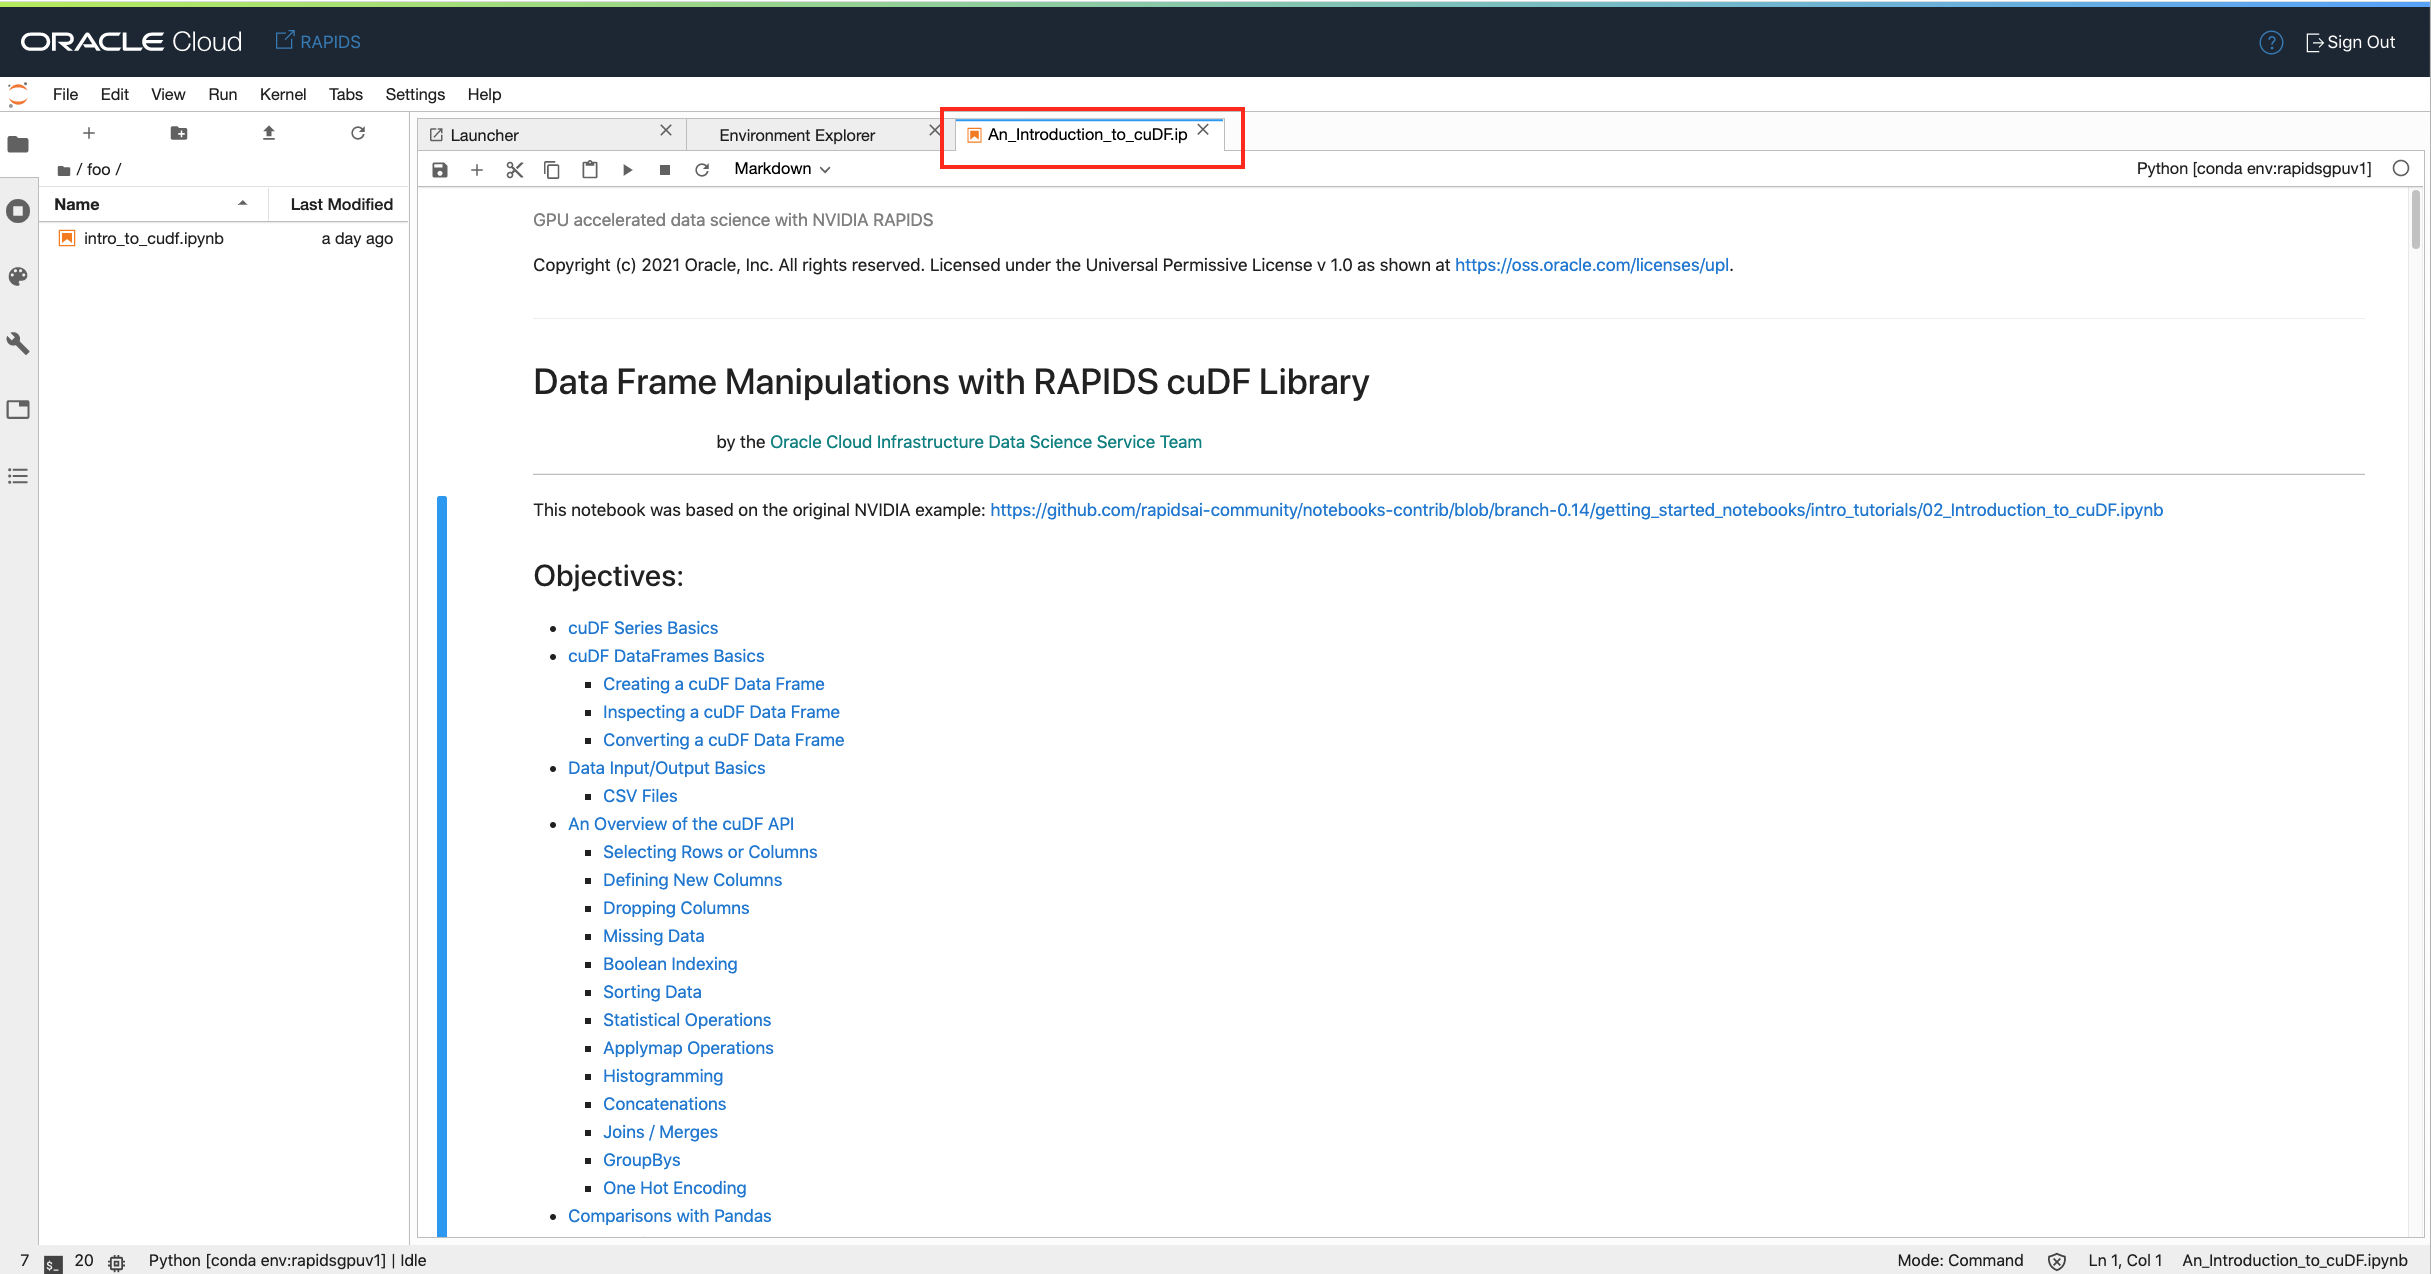 ORACLE Cloud RAPIDS ? Sign Out
File Edit View Run Kernel Tabs Settings Help
Launcher Environment Explorer An_Introduction_to_cuDF.ip
/ foo /
Markdown Python [conda env:rapidsgpuv1]
Name Last Modified
intro_to_cudf.ipynb a day ago
GPU accelerated data science with NVIDIA RAPIDS
Copyright (c) 2021 Oracle, Inc. All rights reserved. Licensed under the Universal Permissive License v 1.0 as shown at https://oss.oracle.com/licenses/upl.
Data Frame Manipulations with RAPIDS cuDF Library
by the Oracle Cloud Infrastructure Data Science Service Team
This notebook was based on the original NVIDIA example: https://github.com/rapidsai-community/notebooks-contrib/blob/branch-0.14/getting_started_notebooks/intro_tutorials/02_Introduction_to_cuDF.ipynb
Objectives:
cuDF Series Basics
cuDF DataFrames Basics
Creating a cuDF Data Frame
Inspecting a cuDF Data Frame
Converting a cuDF Data Frame
Data Input/Output Basics
CSV Files
An Overview of the cuDF API
Selecting Rows or Columns
Defining New Columns
Dropping Columns
Missing Data
Boolean Indexing
Sorting Data
Statistical Operations
Applymap Operations
Histogramming
Concatenations
Joins / Merges
GroupBys
One Hot Encoding
Comparisons with Pandas
7 $_ 20 Python [conda env:rapidsgpuv1] | Idle Mode: Command Ln 1, Col 1 An_Introduction_to_cuDF.ipynb